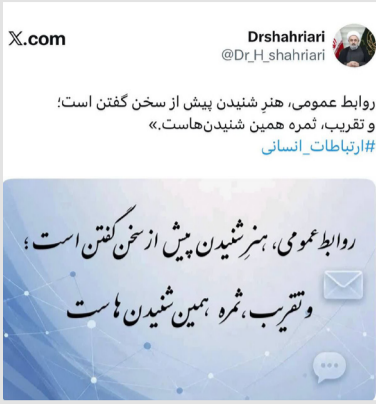 X.com
Drshahriari
@Dr_H_shahriari
روابط عمومی، هنرِ شنیدن پیش از سخن گفتن است؛
و تقریب، ثمره همین شنیدن‌هاست.»
#ارتباطات_انسانی
روابط عمومی، هنرِ شنیدن پیش از سخن گفتن است؛
و تقریب، ثمره همین شنیدن ها ست